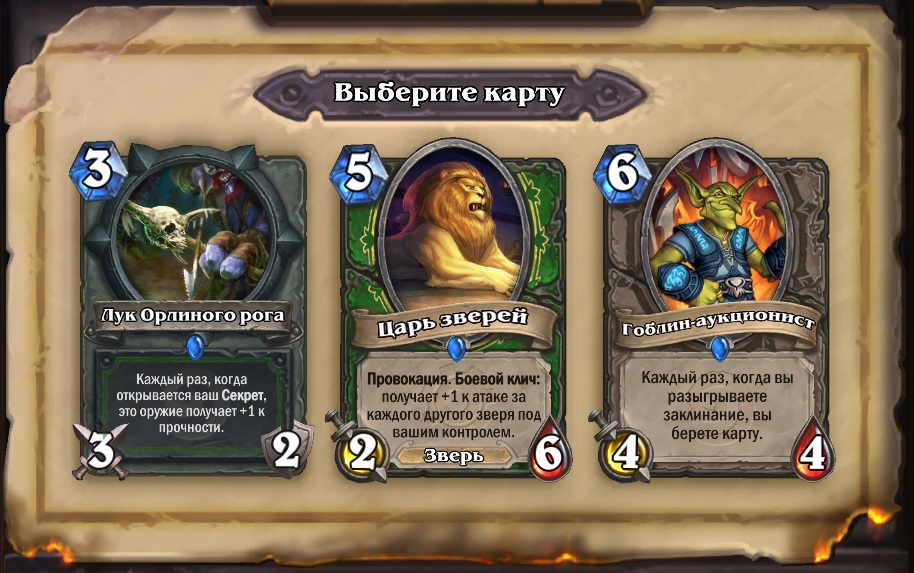 Выберите карту
3
Лук Орлиного рога
Каждый раз, когда
открывается ваш Секрет,
это оружие получает +1 к
прочности.
3
2
5
Царь зверей
Провокация. Боевой клич:
получает +1 к атаке за
каждого другого зверя под
вашим контролем.
2
Зверь
6
6
Гоблин-аукционист
Каждый раз, когда вы
разыгрываете
заклинание, вы
берете карту.
4
4